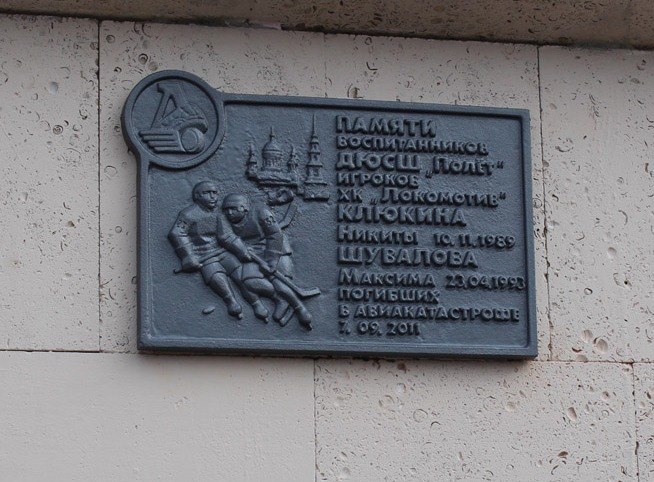 ПАМЯТИ
ВОСПИТАННИКОВ
ДЮСШ „ПОЛЁТ"
ИГРОКОВ
ХК „ЛОКОМОТИВ"
КЛЮКИНА
НИКИТЫ 10.11.1989
ШУВАЛОВА
МАКСИМА 23.04.1993
ПОГИБШИХ
В АВИАКАТАСТРОФЕ
7. 09. 2011